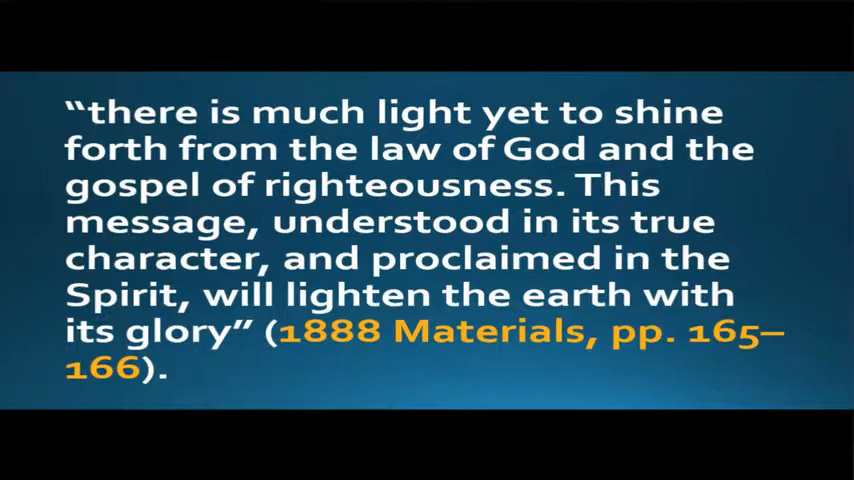 “there is much light yet to shine
forth from the law of God and the
gospel of righteousness. This
message, understood in its true
character, and proclaimed in the
Spirit, will lighten the earth with
its glory” (1888 Materials, pp. 165–
166).